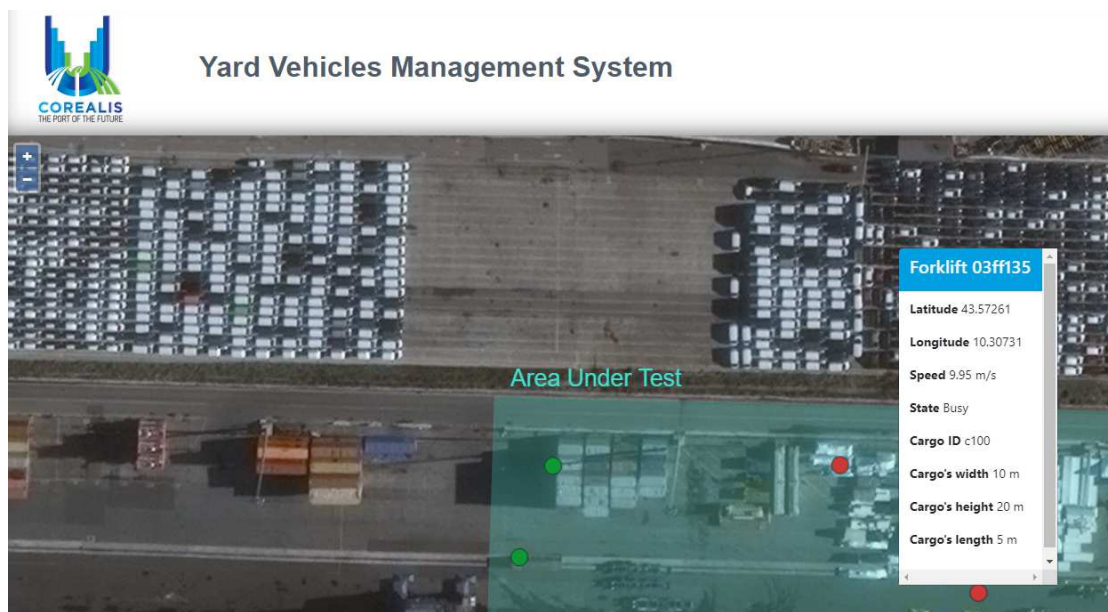 COREALIS
THE PORT OF THE FUTURE
Yard Vehicles Management System
+
-
Area Under Test
Forklift 03ff135
Latitude 43.57261
Longitude 10.30731
Speed 9.95 m/s
State Busy
Cargo ID c100
Cargo's width 10 m
Cargo's height 20 m
Cargo's length 5 m